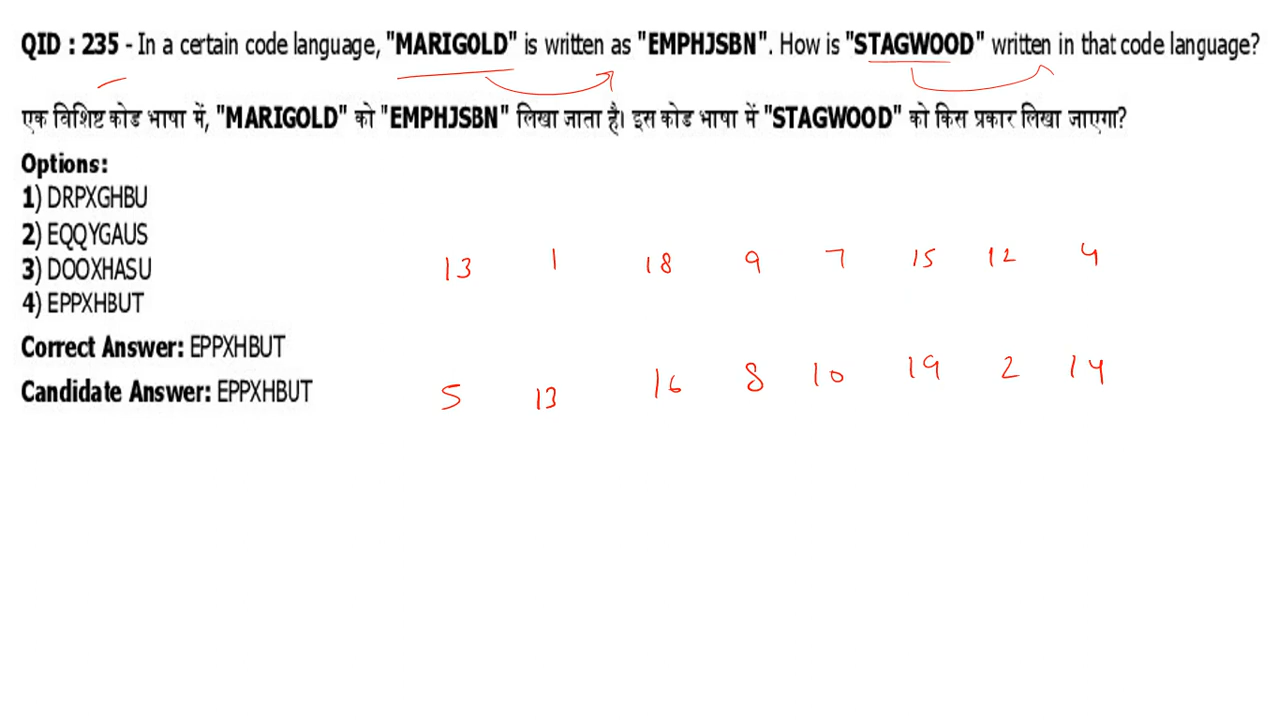 QID : 235 - In a certain code language, "MARIGOLD" is written as "EMPHJSBN". How is "STAGWOOD" written in that code language?
एक विशिष्ट कोड भाषा में, "MARIGOLD" को "EMPHJSBN" लिखा जाता है। इस कोड भाषा में "STAGWOOD" को किस प्रकार लिखा जाएगा?
Options:
1) DRPXGHBU
2) EQQYGAUS
3) DOOXHASU
4) EPPXHBUT
Correct Answer: EPPXHBUT
Candidate Answer: EPPXHBUT
13 1 18 9 7 15 12 4
5 13 16 8 10 19 2 14